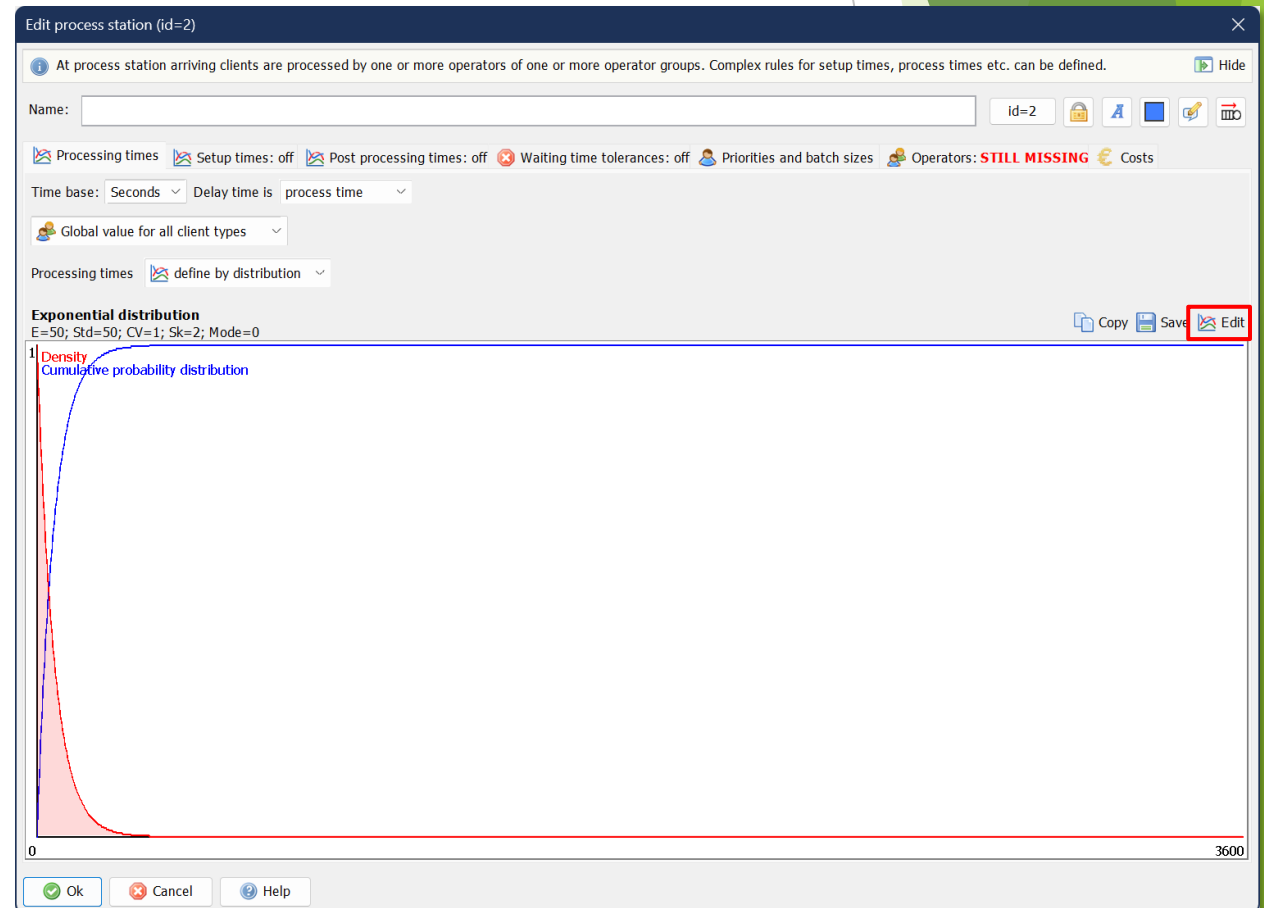 Edit process station (id=2)
At process station arriving clients are processed by one or more operators of one or more operator groups. Complex rules for setup times, process times etc. can be defined. Hide
Name: id=2 A
Processing times Setup times: off Post processing times: off Waiting time tolerances: off Priorities and batch sizes Operators: STILL MISSING Costs
Time base: Seconds Delay time is process time
Global value for all client types
Processing times define by distribution
Exponential distribution
E=50; Std=50; CV=1; Sk=2; Mode=0
Copy Save Edit
1 Density
Cumulative probability distribution
0 3600
Ok Cancel Help